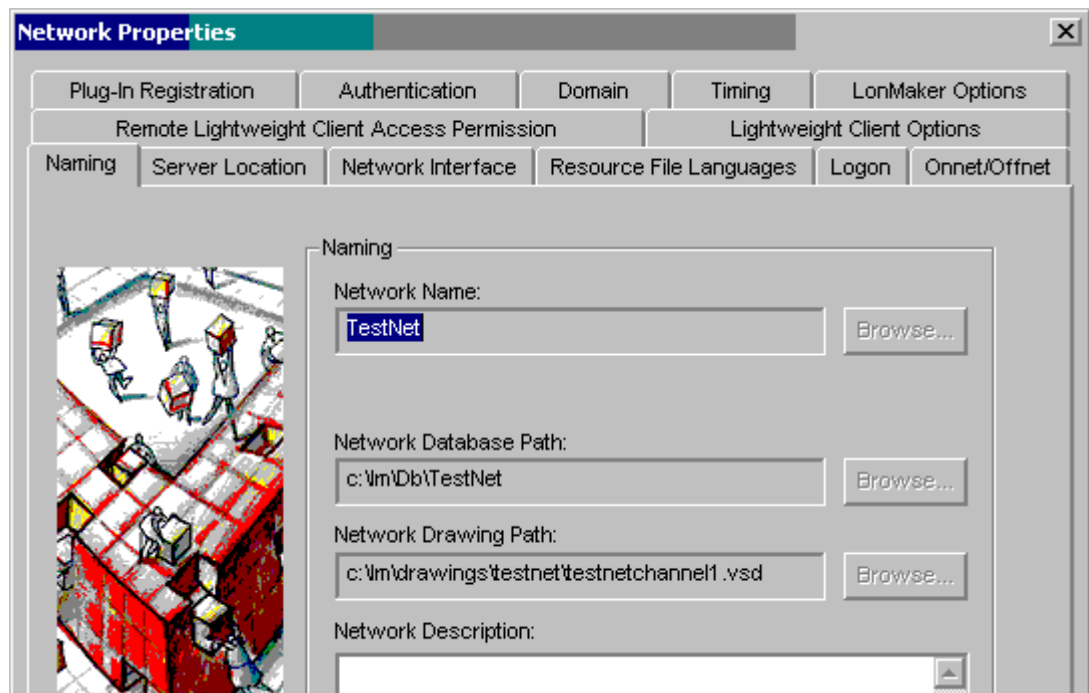 Network Properties
Plug-In Registration Authentication Domain Timing LonMaker Options
Remote Lightweight Client Access Permission Lightweight Client Options
Naming Server Location Network Interface Resource File Languages Logon Onnet/Offnet
Naming
Network Name:
TestNet Browse...
Network Database Path:
c:\lm\Db\TestNet Browse...
Network Drawing Path:
c:\lm\drawings\testnet\testnetchannel1.vsd Browse...
Network Description: